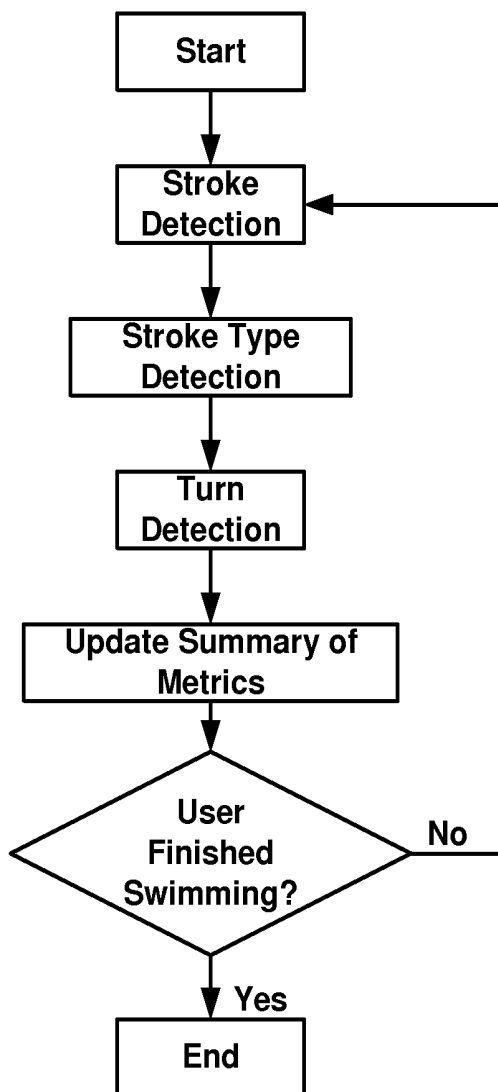 Start
Stroke
Detection
Stroke Type
Detection
Turn
Detection
Update Summary of
Metrics
User
Finished
Swimming?
No
Yes
End